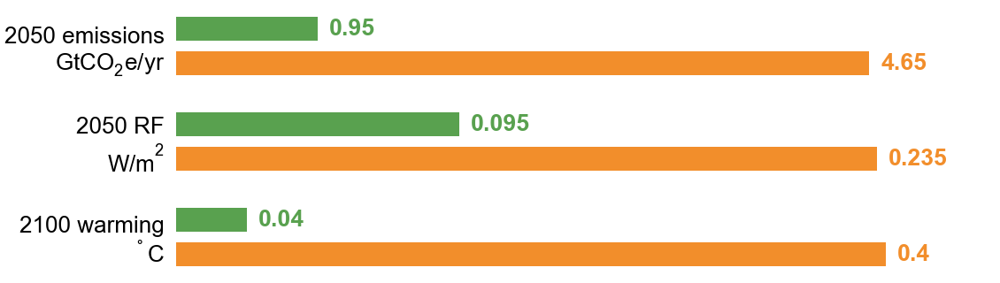 2050 emissions
GtCO₂e/yr
0.95
4.65
2050 RF
W/m²
0.095
0.235
2100 warming
°C
0.04
0.4